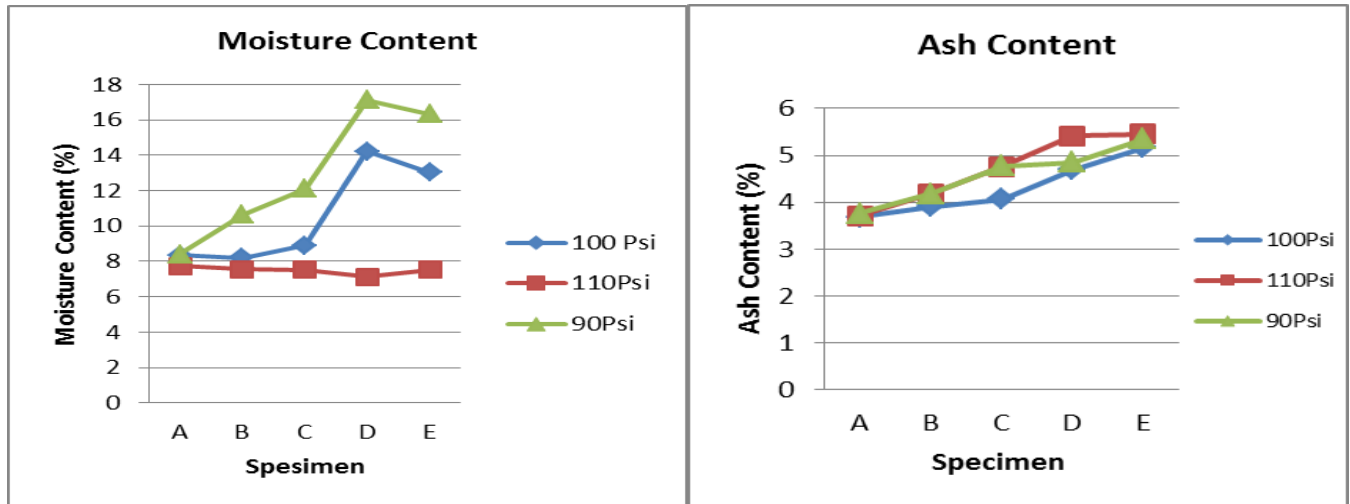 Moisture Content
Moisture Content (%)
18
16
14
12
10
8
6
4
2
0
A B C D E
Spesimen
100 Psi
110Psi
90Psi
Ash Content
Ash Content (%)
6
5
4
3
2
1
0
A B C D E
Specimen
100Psi
110Psi
90Psi